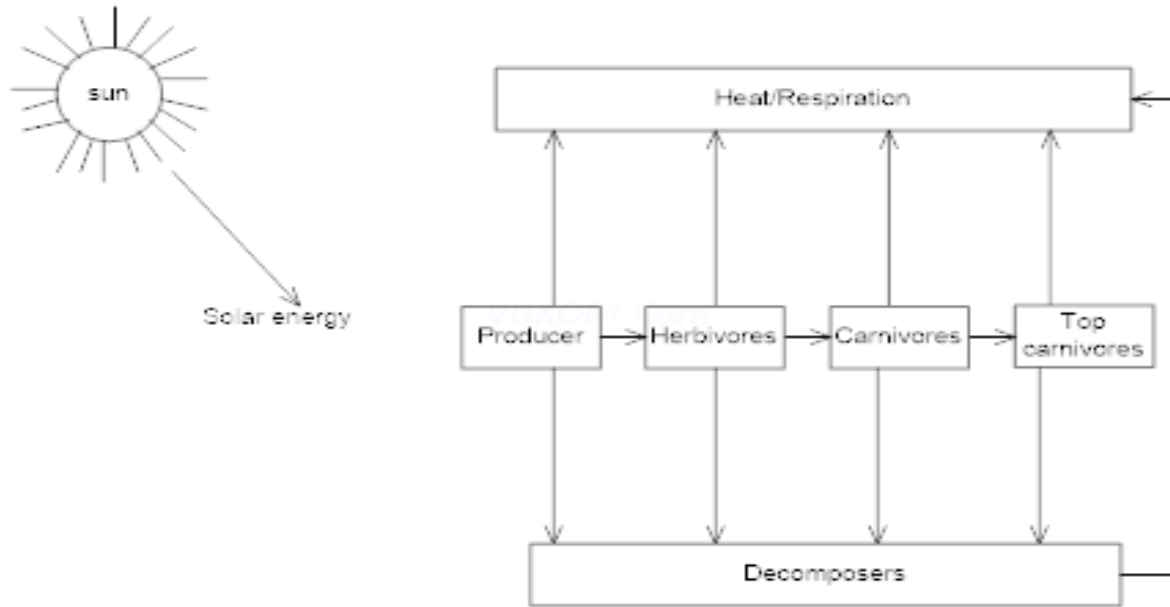 sun
Heat/Respiration
Solar energy
Producer
Herbivores
Carnivores
Top
carnivores
Decomposers